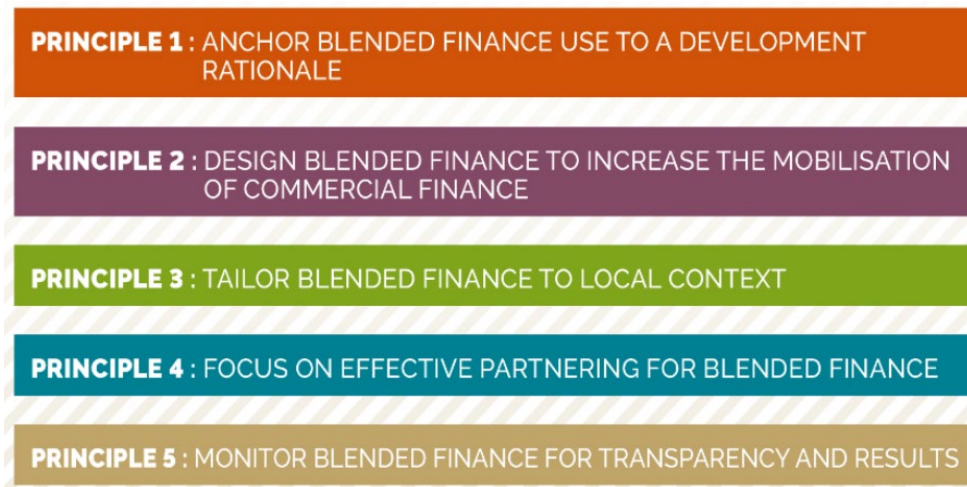 PRINCIPLE 1 : ANCHOR BLENDED FINANCE USE TO A DEVELOPMENT
RATIONALE
PRINCIPLE 2 : DESIGN BLENDED FINANCE TO INCREASE THE MOBILISATION
OF COMMERCIAL FINANCE
PRINCIPLE 3 : TAILOR BLENDED FINANCE TO LOCAL CONTEXT
PRINCIPLE 4 : FOCUS ON EFFECTIVE PARTNERING FOR BLENDED FINANCE
PRINCIPLE 5 : MONITOR BLENDED FINANCE FOR TRANSPARENCY AND RESULTS